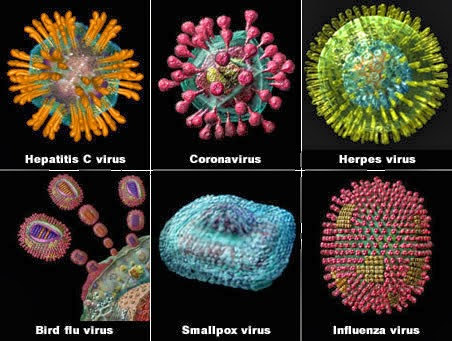 Hepatitis C virus
Coronavirus
Herpes virus
Bird flu virus
Smallpox virus
Influenza virus